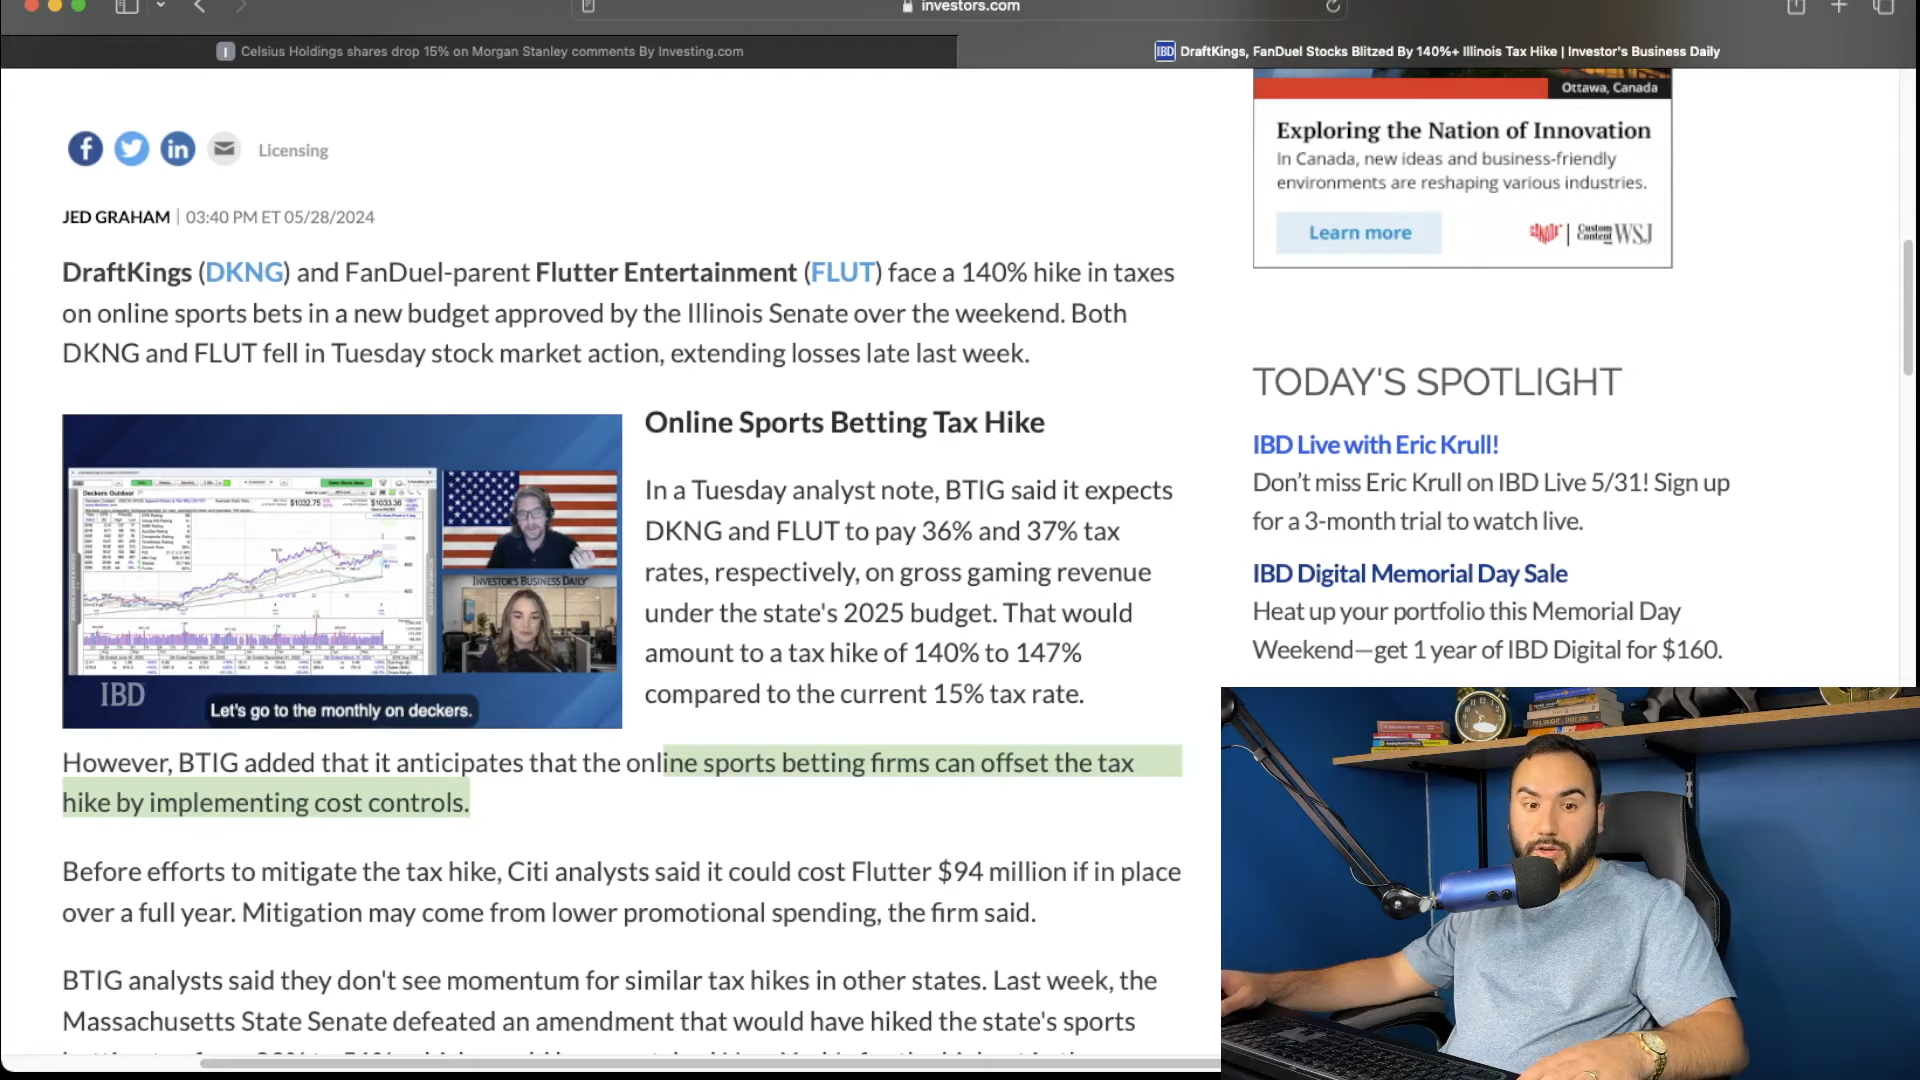 investors.com
Celsius Holdings shares drop 15% on Morgan Stanley comments By Investing.com
IBD DraftKings, FanDuel Stocks Blitzed By 140%+ Illinois Tax Hike | Investor's Business Daily
Licensing
JED GRAHAM | 03:40 PM ET 05/28/2024
DraftKings (DKNG) and FanDuel-parent Flutter Entertainment (FLUT) face a 140% hike in taxes
on online sports bets in a new budget approved by the Illinois Senate over the weekend. Both
DKNG and FLUT fell in Tuesday stock market action, extending losses late last week.
Deckers Outdoor
$1032.75
$1033.36
INVESTOR'S BUSINESS DAILY
IBD
Let's go to the monthly on deckers.
Online Sports Betting Tax Hike
In a Tuesday analyst note, BTIG said it expects
DKNG and FLUT to pay 36% and 37% tax
rates, respectively, on gross gaming revenue
under the state's 2025 budget. That would
amount to a tax hike of 140% to 147%
compared to the current 15% tax rate.
However, BTIG added that it anticipates that the online sports betting firms can offset the tax
hike by implementing cost controls.
Before efforts to mitigate the tax hike, Citi analysts said it could cost Flutter $94 million if in place
over a full year. Mitigation may come from lower promotional spending, the firm said.
BTIG analysts said they don't see momentum for similar tax hikes in other states. Last week, the
Massachusetts State Senate defeated an amendment that would have hiked the state's sports
Ottawa, Canada
Exploring the Nation of Innovation
In Canada, new ideas and business-friendly
environments are reshaping various industries.
Learn more
Custom
Content
WSJ
TODAY'S SPOTLIGHT
IBD Live with Eric Krull!
Don't miss Eric Krull on IBD Live 5/31! Sign up
for a 3-month trial to watch live.
IBD Digital Memorial Day Sale
Heat up your portfolio this Memorial Day
Weekend—get 1 year of IBD Digital for $160.